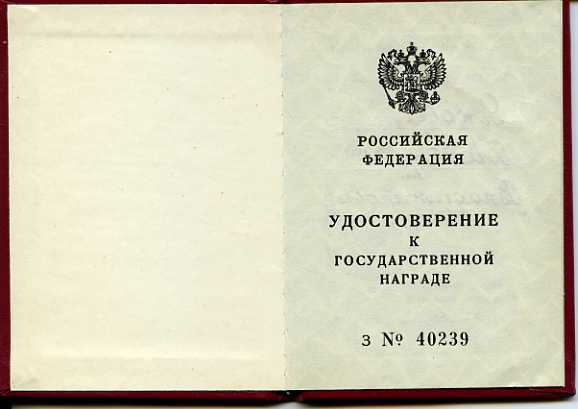 РОССИЙСКАЯ
ФЕДЕРАЦИЯ
УДОСТОВЕРЕНИЕ
К
ГОСУДАРСТВЕННОЙ
НАГРАДЕ
З № 40239